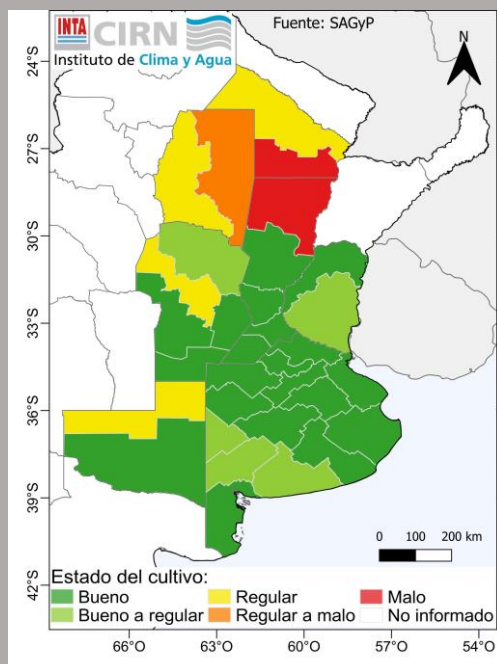 INTA CIRN
Instituto de Clima y Agua
Fuente: SAGyP
N
24°S
27°S
30°S
33°S
36°S
39°S
42°S
0 100 200 km
Estado del cultivo:
Bueno Regular Malo
Bueno a regular Regular a malo No informado
66°O 63°O 60°O 57°O 54°O